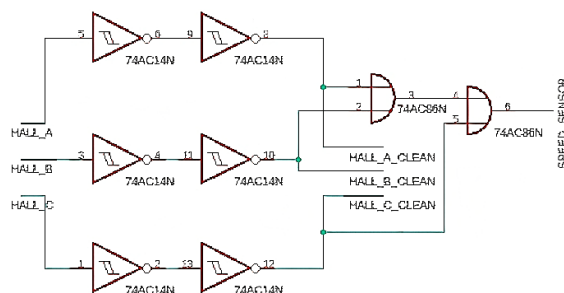 5 6 9 8
74AC14N 74AC14N
1 3 4 6
2 74AC86N 5 74AC86N
SPEED_SENSOR
HALL_A
HALL_B 3 4 11 10
74AC14N 74AC14N
HALL_A_CLEAN
HALL_B_CLEAN
HALL_C HALL_C_CLEAN
1 2 13 12
74AC14N 74AC14N